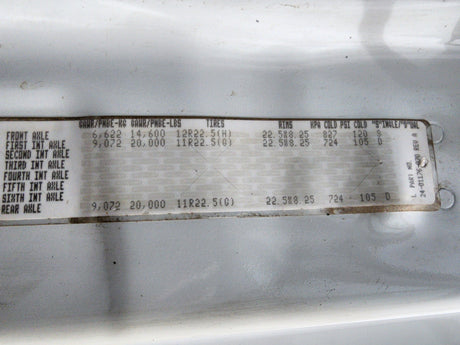 GAWR/PNBE-KG GAWR/PNBE-LBS TIRES RIMS KPA COLD PSI COLD "S"INGLE/"D"UAL
FRONT AXLE 6,622 14,600 12R22.5(H) 22.5X8.25 827 120 S
FIRST INT AXLE 9,072 20,000 11R22.5(G) 22.5X8.25 724 105 D
SECOND INT AXLE
THIRD INT AXLE
FOURTH INT AXLE
FIFTH INT AXLE
SIXTH INT AXLE
REAR AXLE 9,072 20,000 11R22.5(G) 22.5X8.25 724 105 D
L PART NO.
REV A